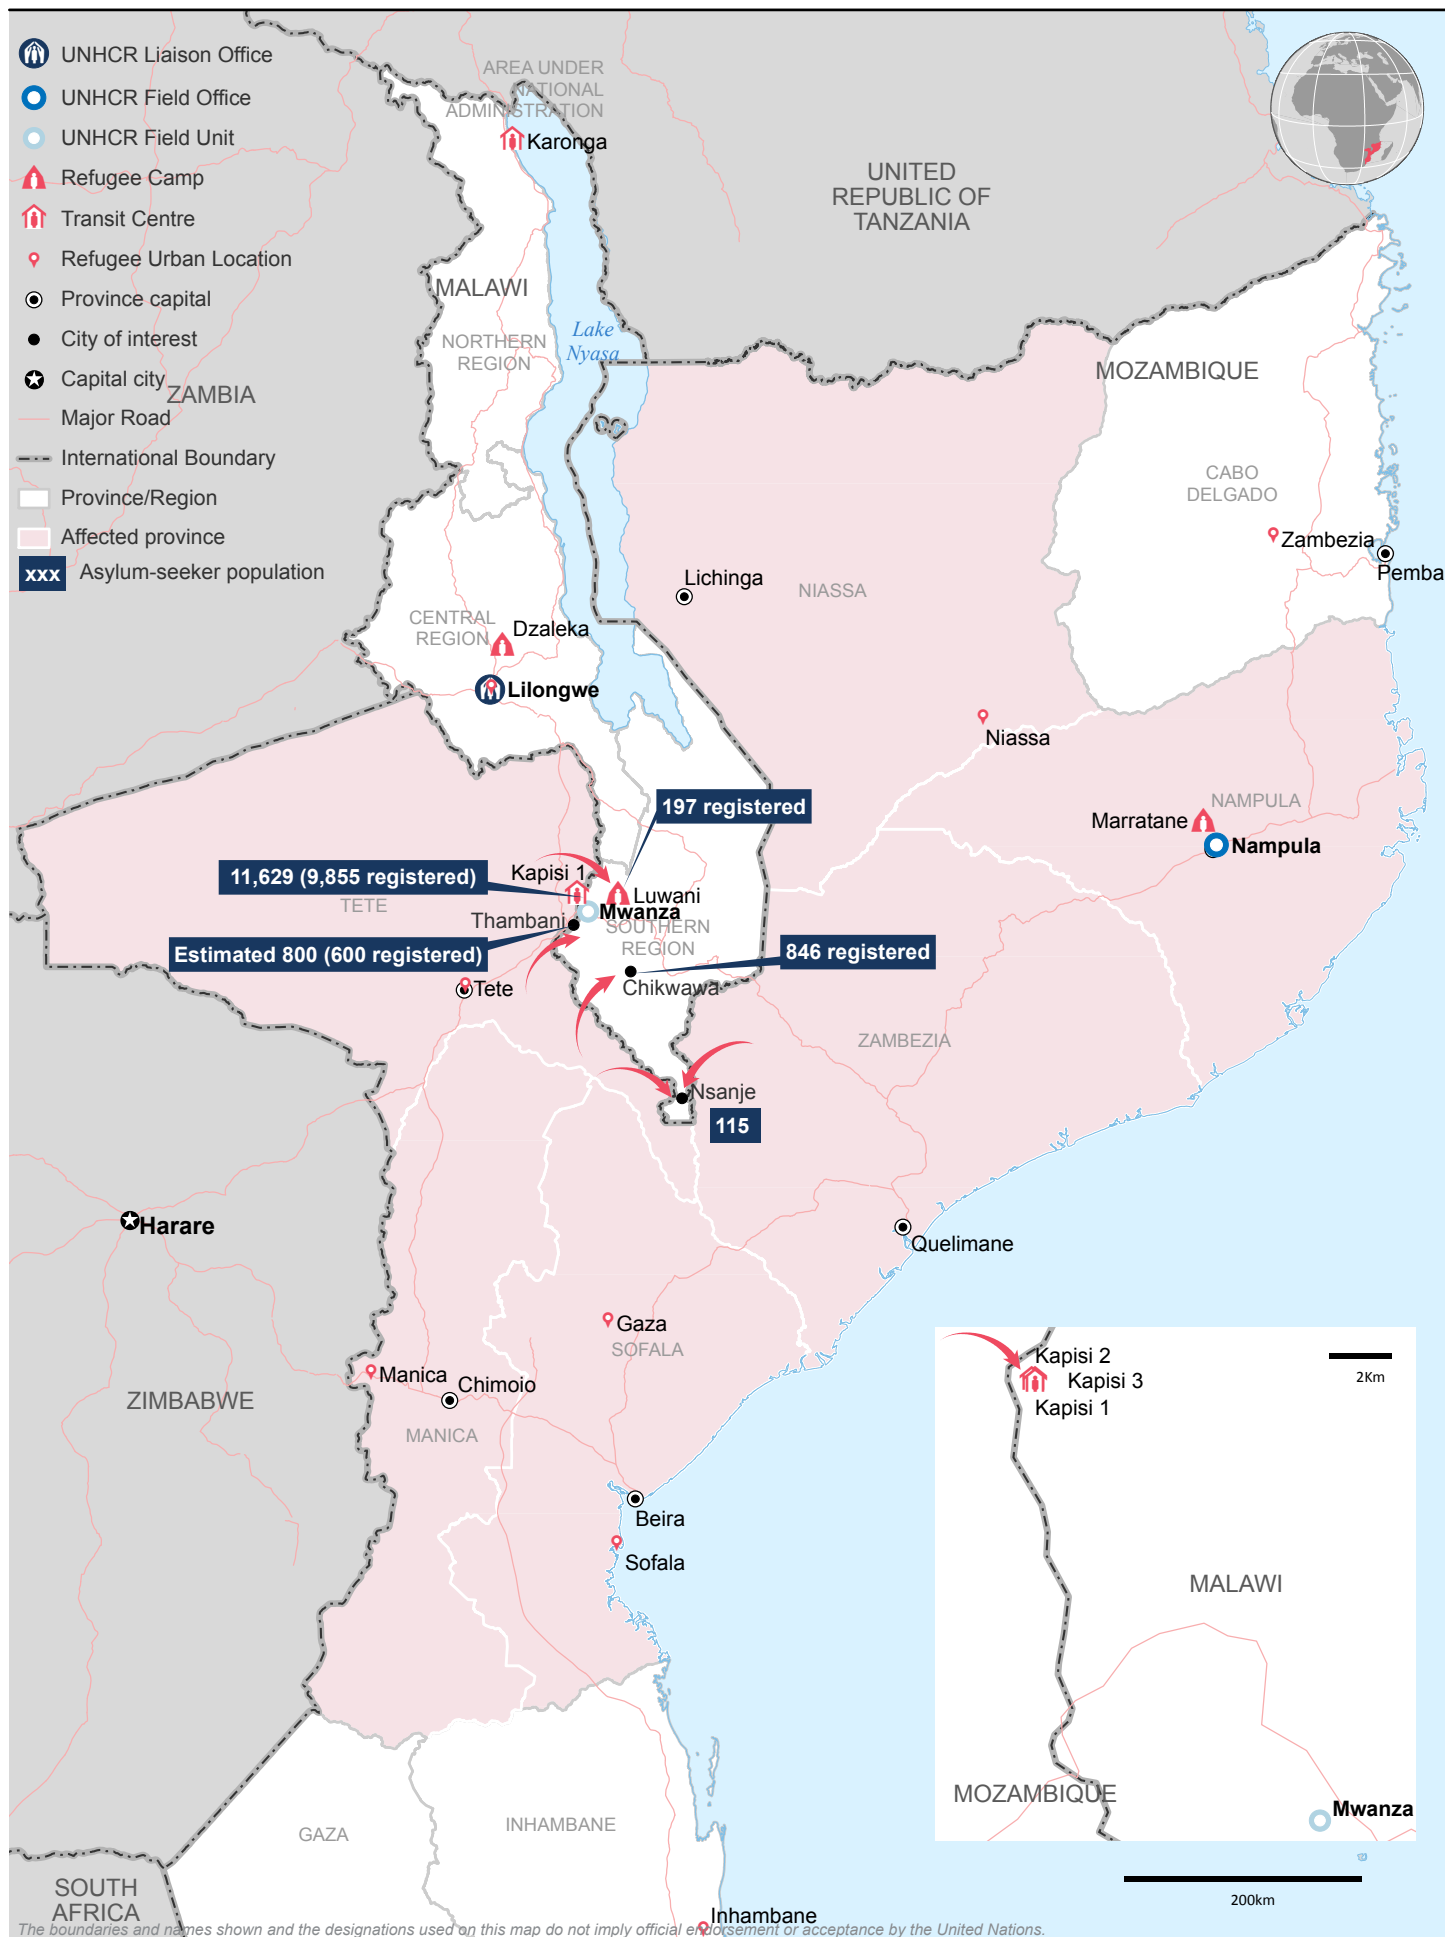 UNHCR Liaison Office
UNHCR Field Office
UNHCR Field Unit
Refugee Camp
Transit Centre
Refugee Urban Location
Province capital
City of interest
Capital city
Major Road
International Boundary
Province/Region
Affected province
xxx Asylum-seeker population
AREA UNDER
NATIONAL
ADMINISTRATION
Karonga
UNITED
REPUBLIC OF
TANZANIA
MALAWI
NORTHERN
REGION
Lake
Nyasa
ZAMBIA
MOZAMBIQUE
CABO
DELGADO
Zambezia
Pemba
Lichinga
NIASSA
CENTRAL
REGION
Dzaleka
Lilongwe
Niassa
197 registered
NAMPULA
Marratane
Nampula
11,629 (9,855 registered)
Kapisi 1
Luwani
TETE
Mwanza
Thambani
SOUTHERN
REGION
Estimated 800 (600 registered)
846 registered
Tete
Chikwawa
ZAMBEZIA
Nsanje
115
Harare
Quelimane
Gaza
SOFALA
Manica
Chimoio
ZIMBABWE
MANICA
Beira
Sofala
Kapisi 2
Kapisi 3
Kapisi 1
2Km
MALAWI
MOZAMBIQUE
Mwanza
GAZA
INHAMBANE
200km
SOUTH
AFRICA
Inhambane
The boundaries and names shown and the designations used on this map do not imply official endorsement or acceptance by the United Nations.